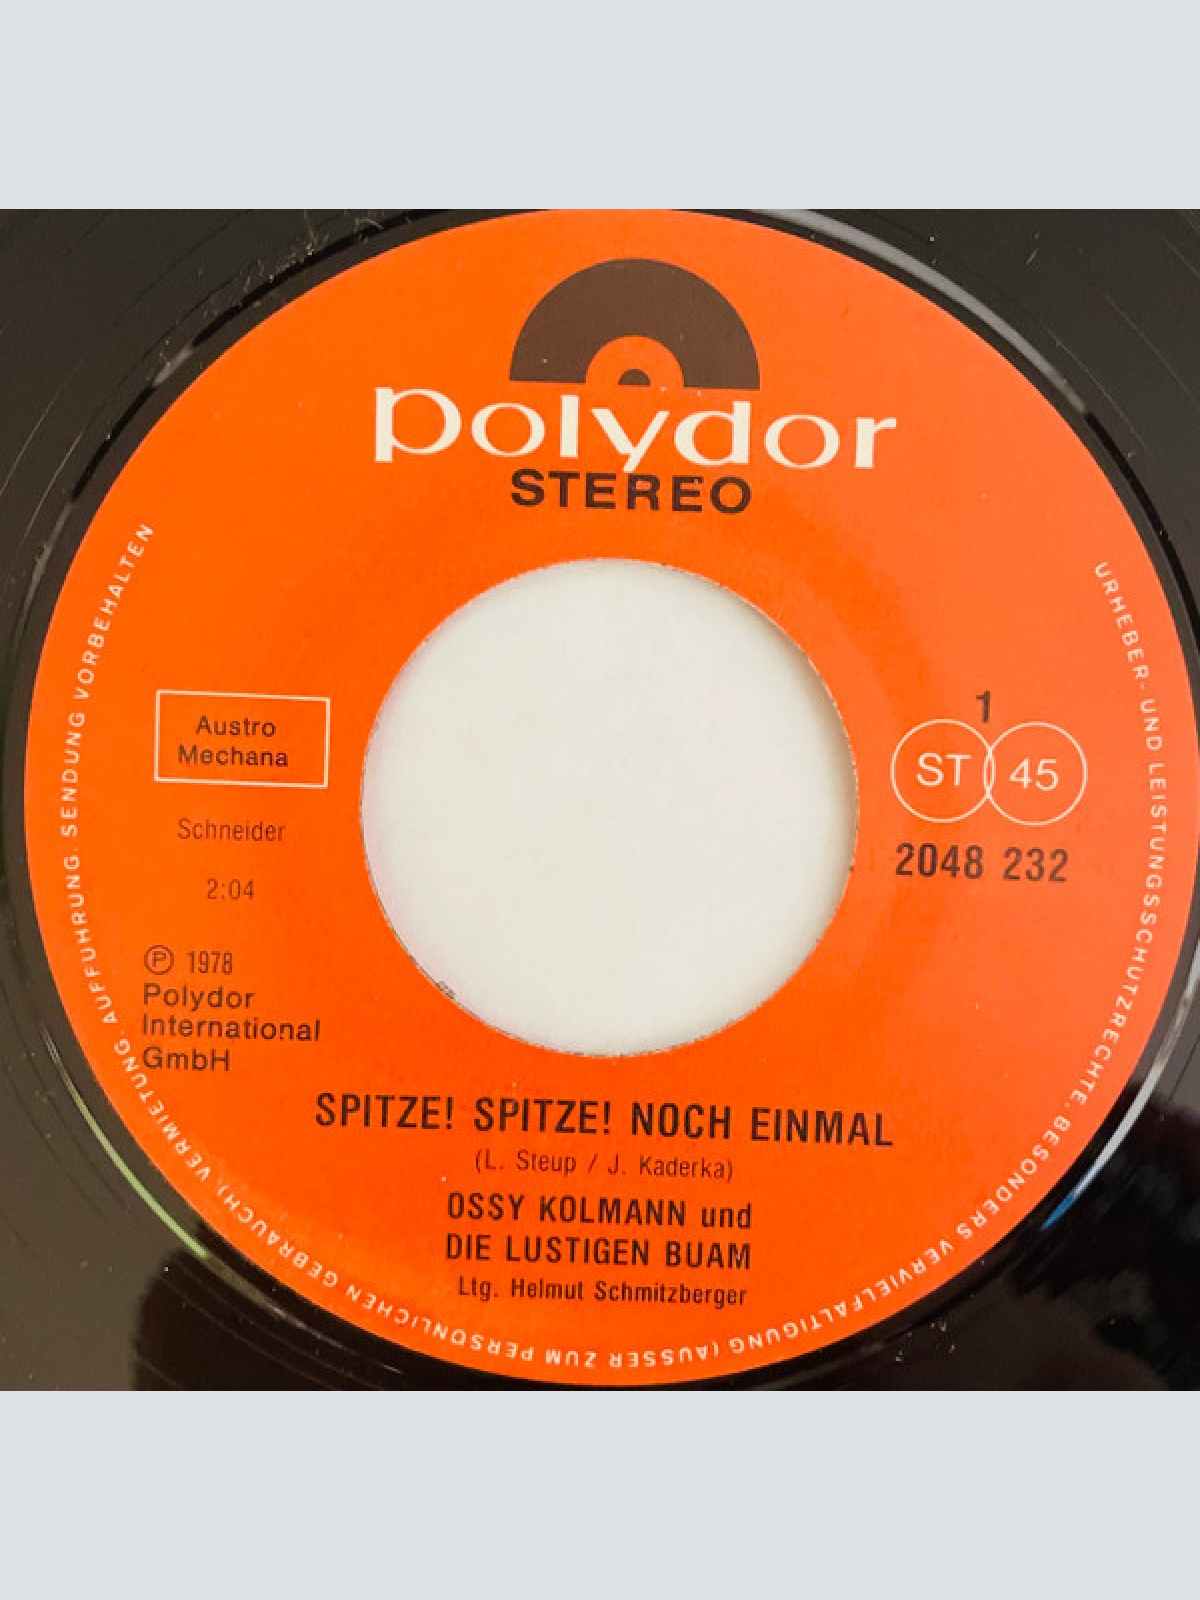 polydor
STEREO
Austro
Mechana
Schneider
2:04
℗ 1978
Polydor
International
GmbH
1
ST 45
2048 232
SPITZE! SPITZE! NOCH EINMAL
(L. Steup / J. Kaderka)
OSSY KOLMANN und
DIE LUSTIGEN BUAM
Ltg. Helmut Schmitzberger
URHEBER- UND LEISTUNGSSCHUTZRECHTE, BESONDERS VERVIELFÄLTIGUNG (AUSSER ZUM PERSÖNLICHEN GEBRAUCH), VERMIETUNG, AUFFÜHRUNG, SENDUNG VORBEHALTEN